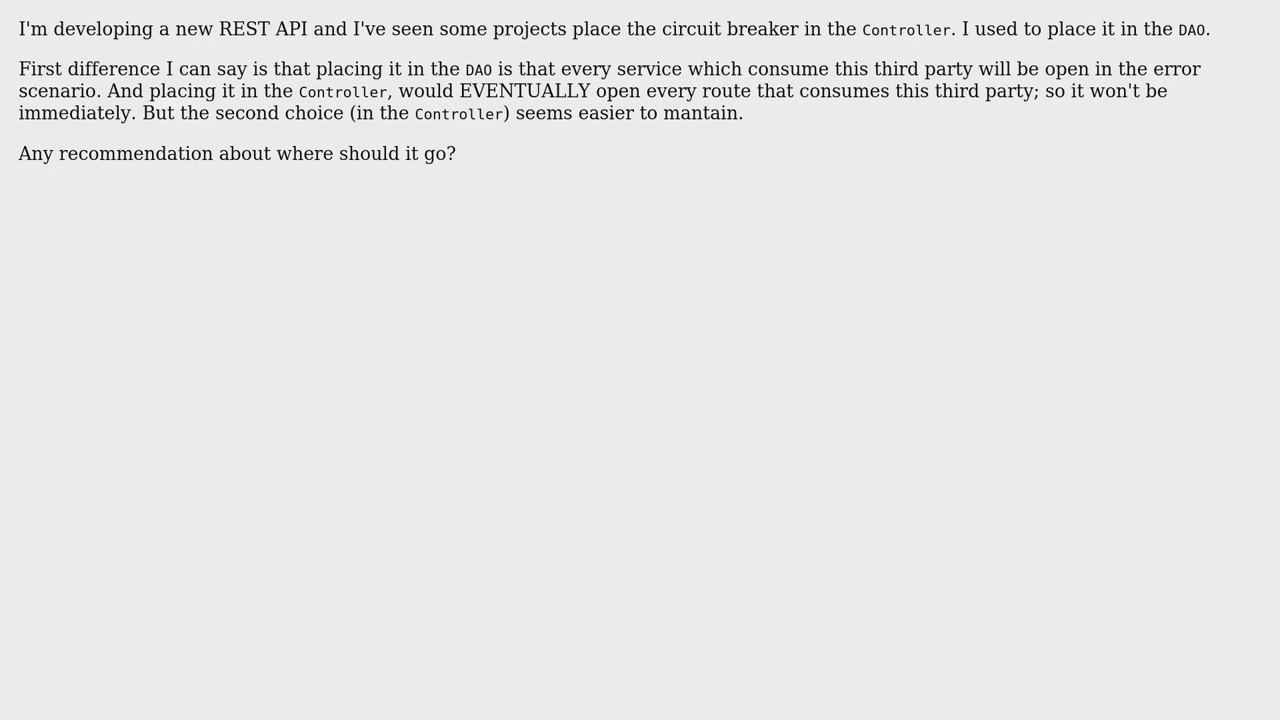 I'm developing a new REST API and I've seen some projects place the circuit breaker in the Controller. I used to place it in the DAO.
First difference I can say is that placing it in the DAO is that every service which consume this third party will be open in the error
scenario. And placing it in the Controller, would EVENTUALLY open every route that consumes this third party; so it won't be
immediately. But the second choice (in the Controller) seems easier to mantain.
Any recommendation about where should it go?